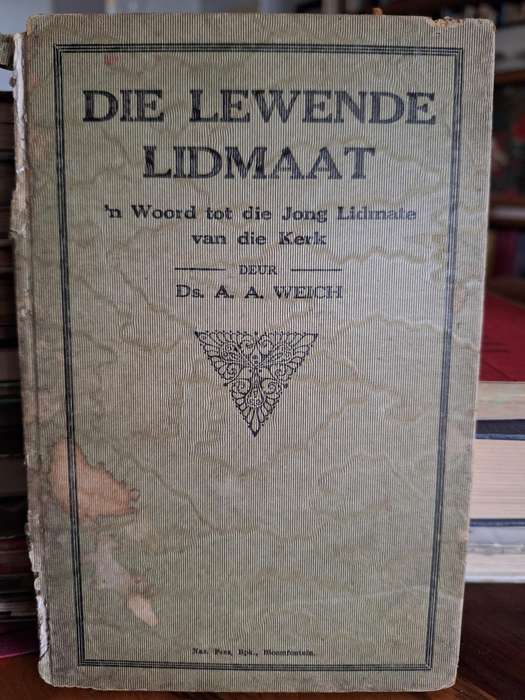 DIE LEWENDE
LIDMAAT
'n Woord tot die Jong Lidmate
van die Kerk
DEUR
Ds. A. A. WEICH
Nas. Pers, Bpk., Bloemfontein.